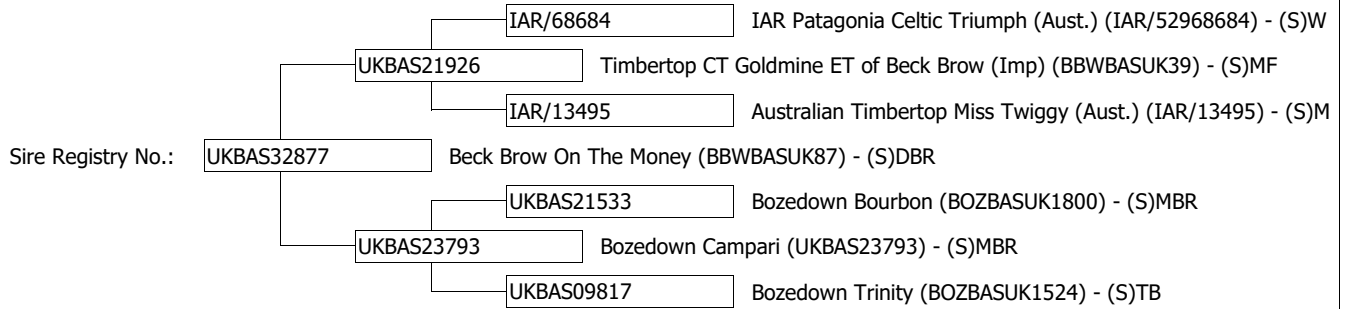 IAR/68684 IAR Patagonia Celtic Triumph (Aust.) (IAR/52968684) - (S)W
UKBAS21926 Timbertop CT Goldmine ET of Beck Brow (Imp) (BBWBASUK39) - (S)MF
IAR/13495 Australian Timbertop Miss Twiggy (Aust.) (IAR/13495) - (S)M
Sire Registry No.: UKBAS32877 Beck Brow On The Money (BBWBASUK87) - (S)DBR
UKBAS21533 Bozedown Bourbon (BOZBASUK1800) - (S)MBR
UKBAS23793 Bozedown Campari (UKBAS23793) - (S)MBR
UKBAS09817 Bozedown Trinity (BOZBASUK1524) - (S)TB